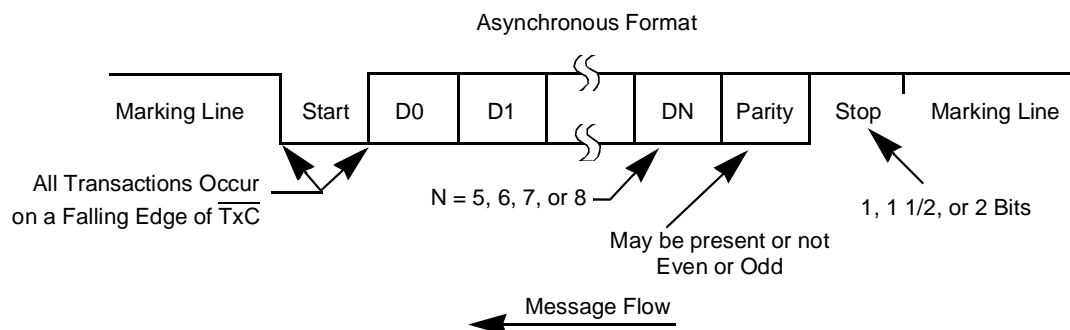 Asynchronous Format
Marking Line Start D0 D1 DN Parity Stop Marking Line
All Transactions Occur
on a Falling Edge of TxC
N = 5, 6, 7, or 8
1, 1 1/2, or 2 Bits
May be present or not
Even or Odd
Message Flow